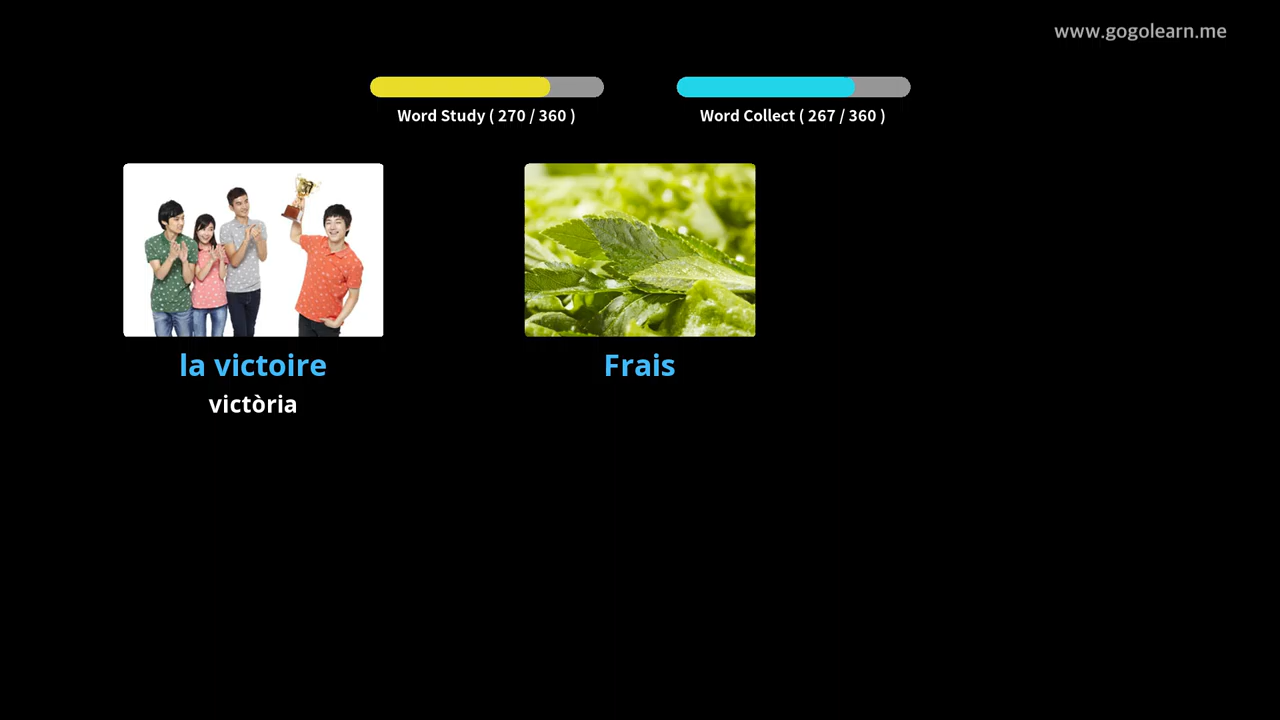 www.gogolearn.me
Word Study ( 270 / 360 )
Word Collect ( 267 / 360 )
la victoire
victòria
Frais